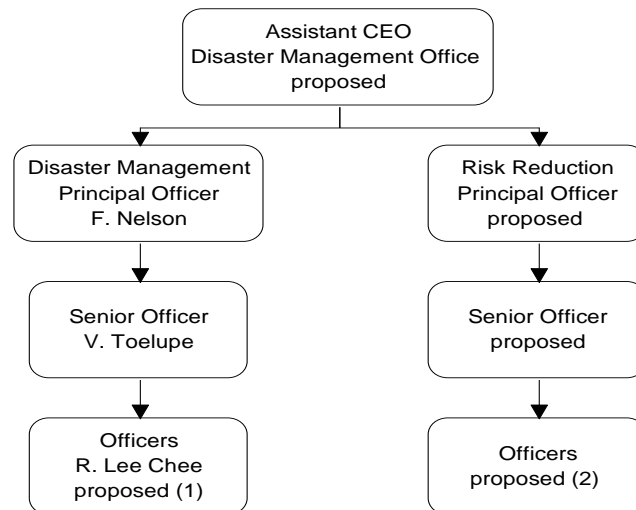 Assistant CEO
Disaster Management Office
proposed
Disaster Management
Principal Officer
F. Nelson
Risk Reduction
Principal Officer
proposed
Senior Officer
V. Toelupe
Senior Officer
proposed
Officers
R. Lee Chee
proposed (1)
Officers
proposed (2)